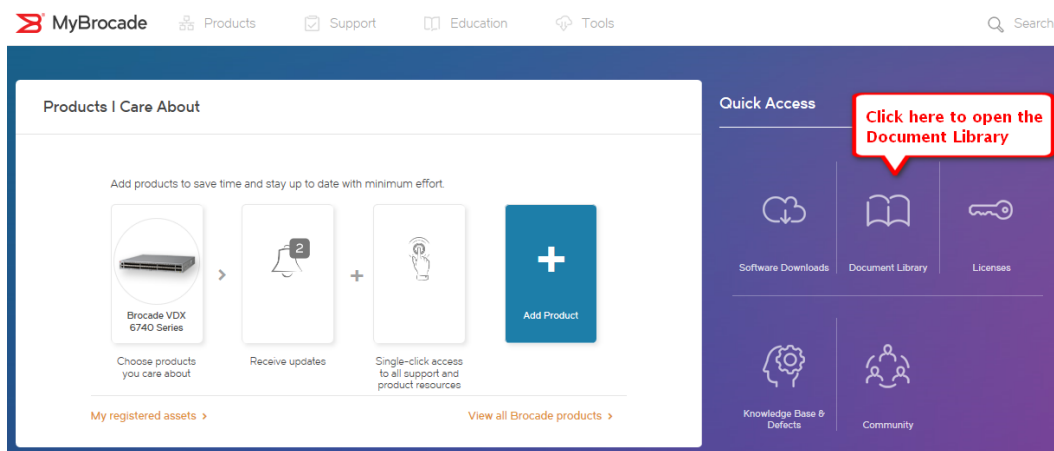 MyBrocade
Products
Support
Education
Tools
Search
Products I Care About
Add products to save time and stay up to date with minimum effort.
Brocade VDX
6740 Series
2
Add Product
Choose products
you care about
Receive updates
Single-click access
to all support and
product resources
My registered assets >
View all Brocade products >
Quick Access
Click here to open the
Document Library
Software Downloads
Document Library
Licenses
Knowledge Base &
Defects
Community